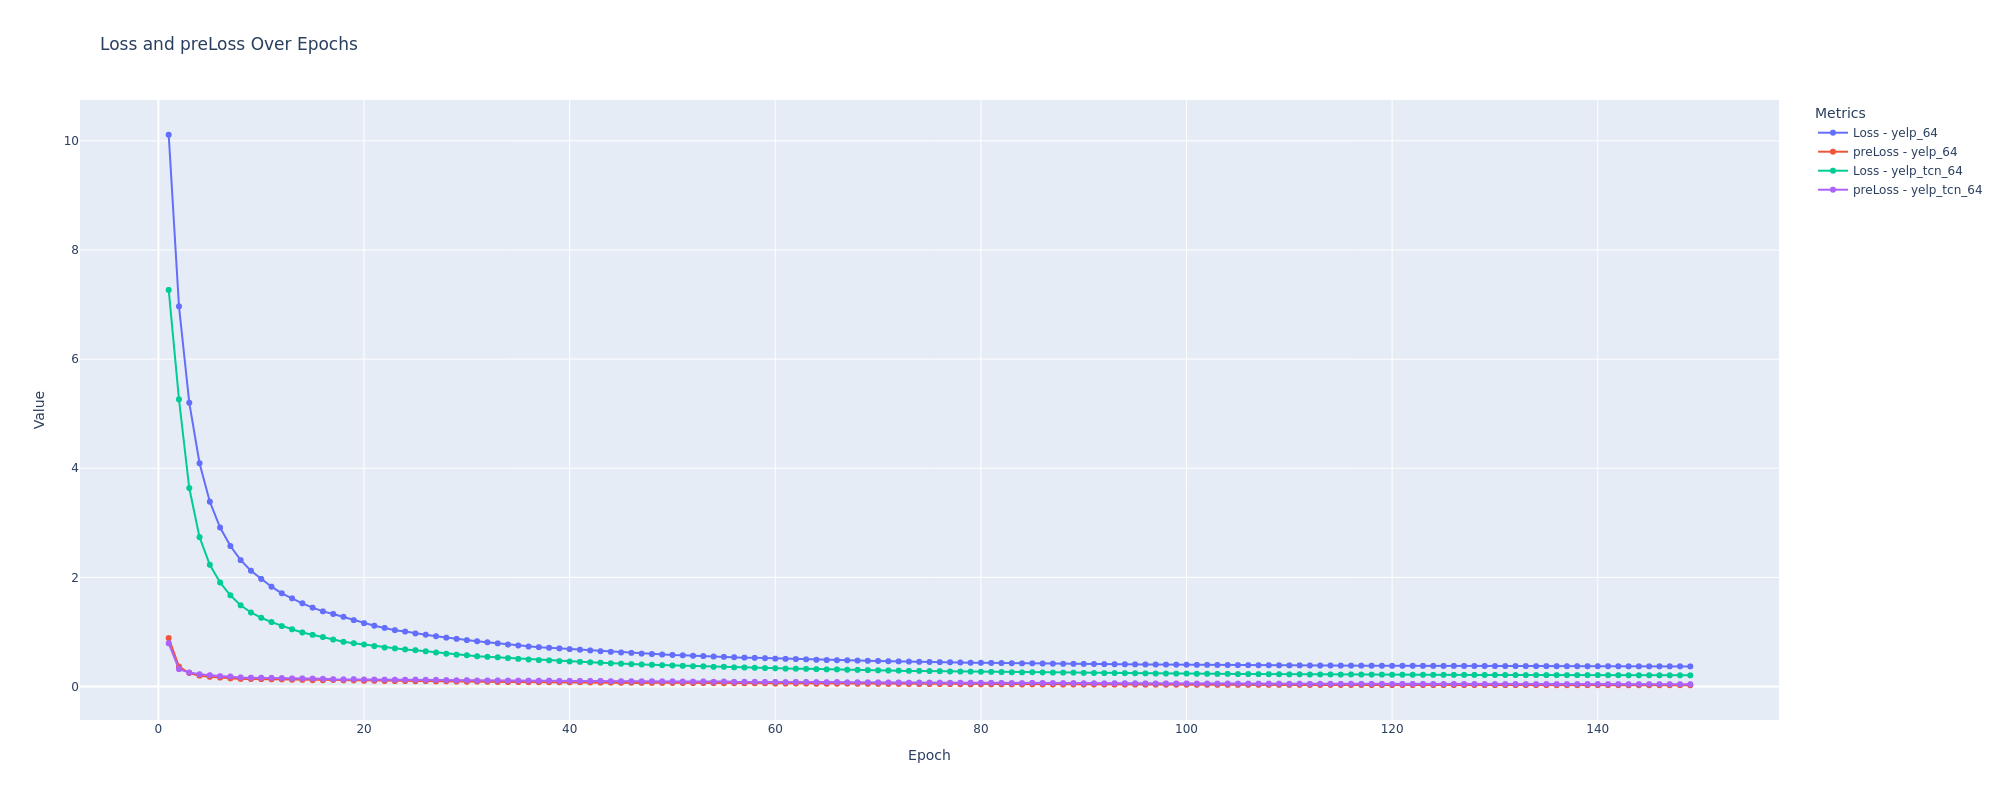 Loss and preLoss Over Epochs
Metrics
Loss - yelp_64
preLoss - yelp_64
Loss - yelp_tcn_64
preLoss - yelp_tcn_64
10
8
6
4
2
0
Value
0 20 40 60 80 100 120 140
Epoch